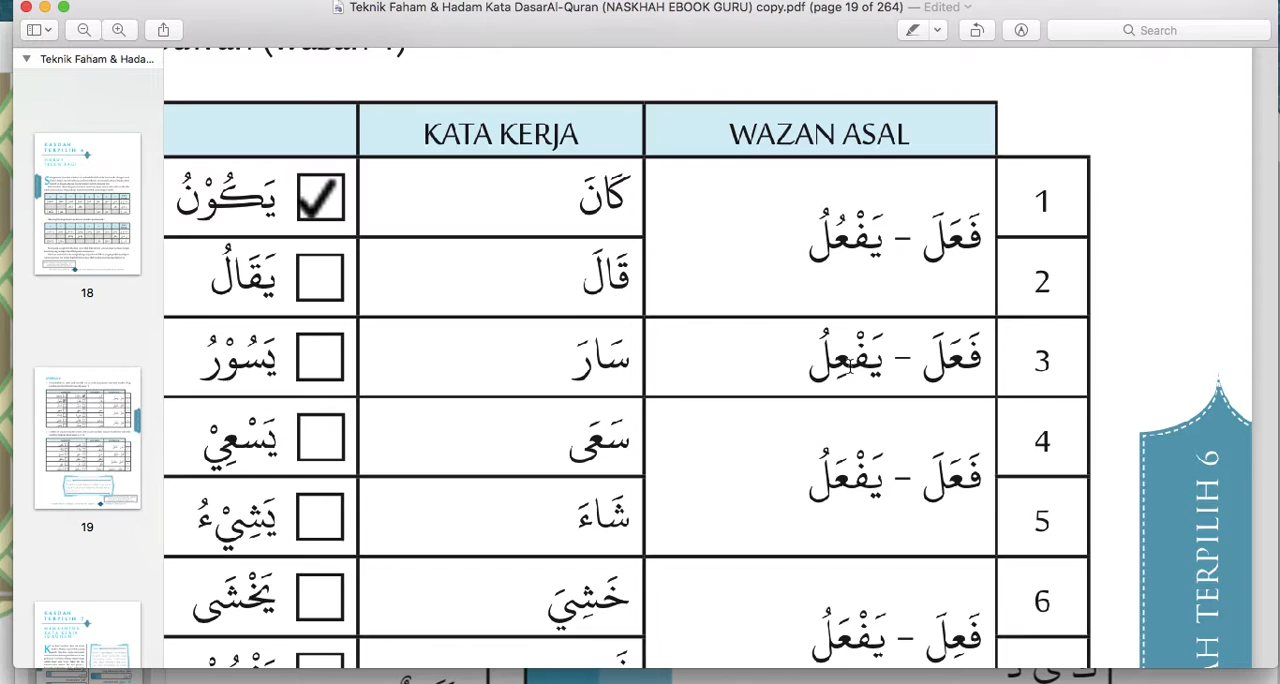 Teknik Faham & Hadam Kata DasarAl-Quran (NASKHAH EBOOK GURU) copy.pdf (page 19 of 264) — Edited
Search
Teknik Faham & Hada...
18
19
KATA KERJA WAZAN ASAL
يَكُوْنُ كَانَ فَعَلَ – يَفْعُلُ 1
يَقَالُ قَالَ 2
يَسُوْرُ سَارَ فَعَلَ – يَفْعِلُ 3
يَسْعِيْ سَعَى فَعَلَ – يَفْعَلُ 4
يَشِيْءُ شَاءَ 5
يَخْشَى خَشِيَ فَعِلَ – يَفْعَلُ 6
AH TERPILIH 6